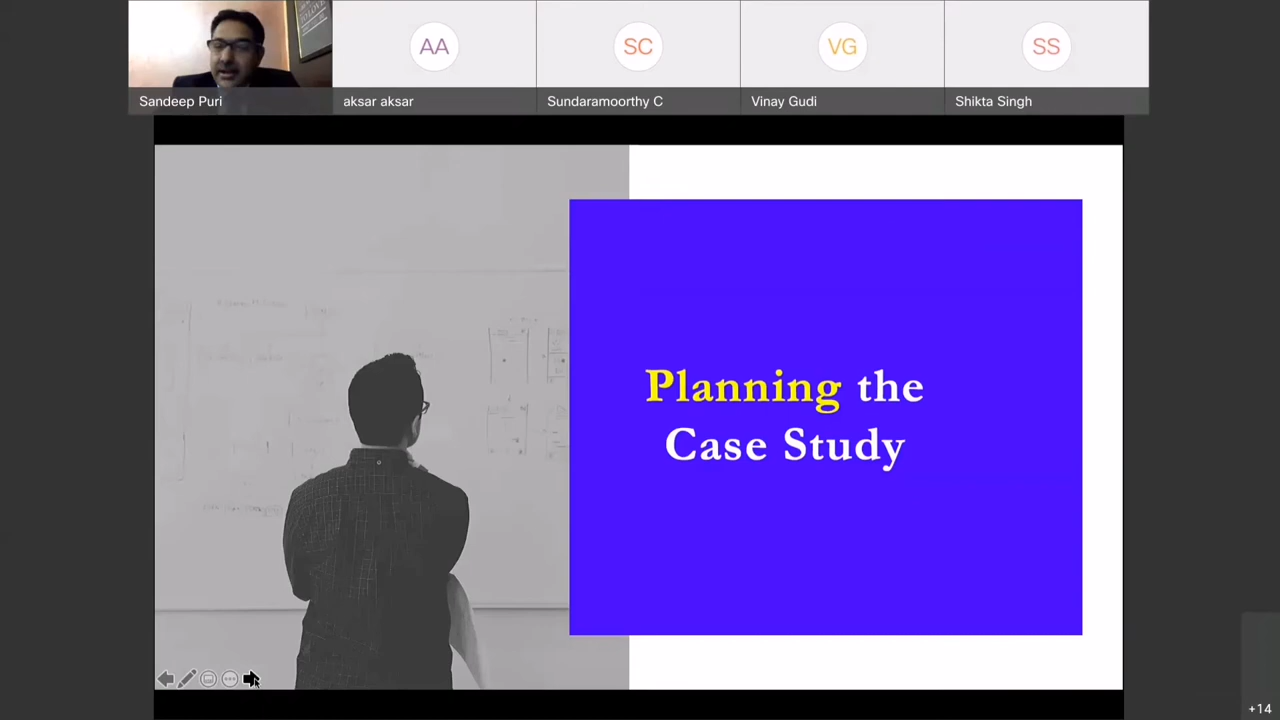 AA
SC
VG
SS
Sandeep Puri
aksar aksar
Sundaramoorthy C
Vinay Gudi
Shikta Singh
Planning the
Case Study
+14